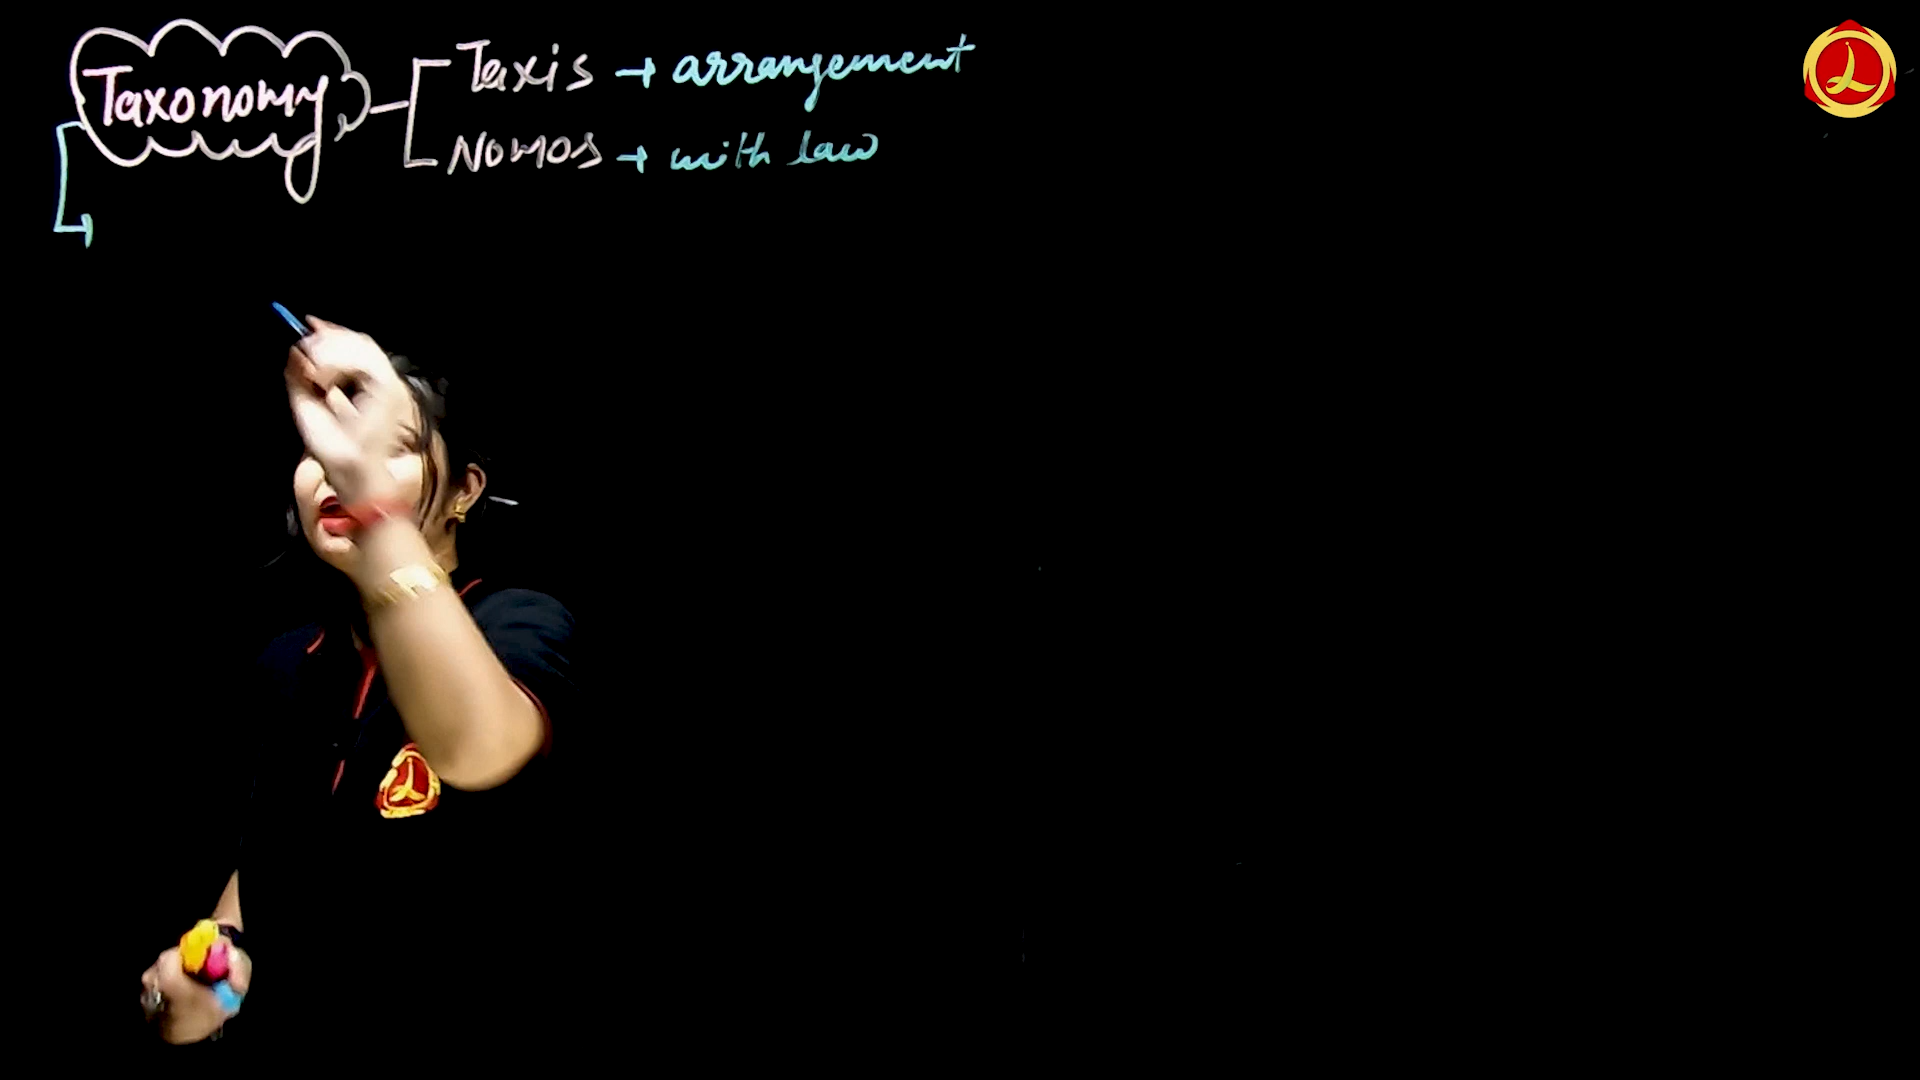 Taxonomy
Taxis → arrangement
Nomos → with law